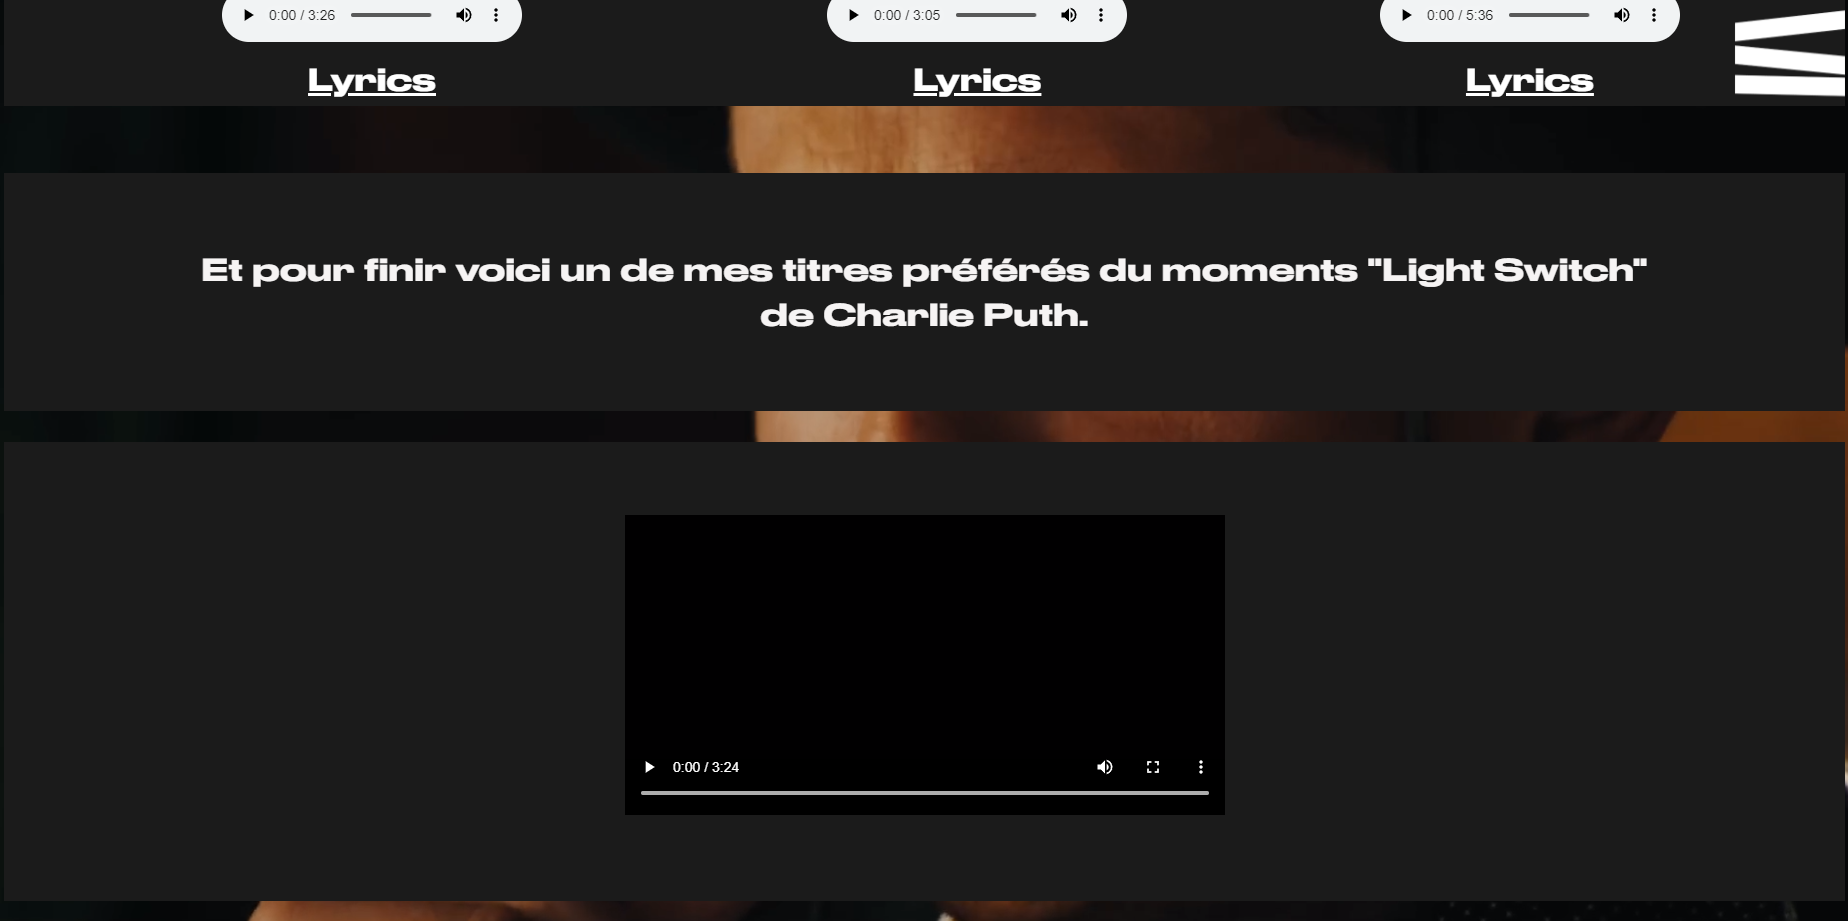 0:00 / 3:26 0:00 / 3:05 0:00 / 5:36
Lyrics Lyrics Lyrics
Et pour finir voici un de mes titres préférés du moments "Light Switch"
de Charlie Puth.
0:00 / 3:24